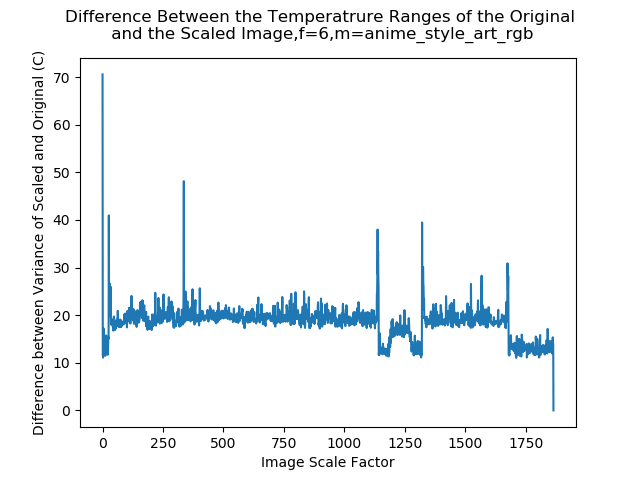 Difference Between the Temperatrure Ranges of the Original
and the Scaled Image,f=6,m=anime_style_art_rgb
Difference between Variance of Scaled and Original (C)
70
60
50
40
30
20
10
0
0 250 500 750 1000 1250 1500 1750
Image Scale Factor